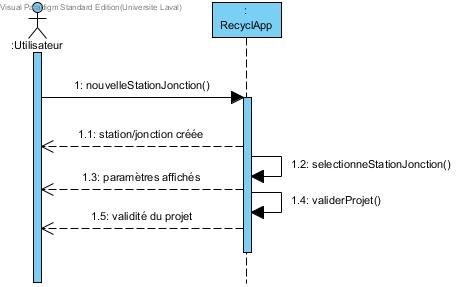 Visual Paradigm Standard Edition(Universite Laval)
:Utilisateur
:
RecyclApp
1: nouvelleStationJonction()
1.1: station/jonction créée
1.2: selectionneStationJonction()
1.3: paramètres affichés
1.4: validerProjet()
1.5: validité du projet